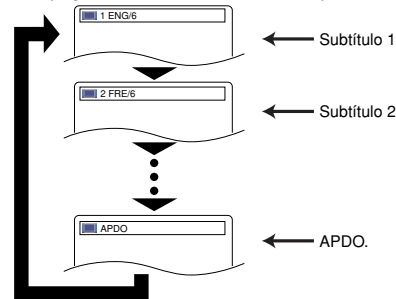 1 ENG/6
Subtítulo 1
2 FRE/6
Subtítulo 2
APDO
APDO.